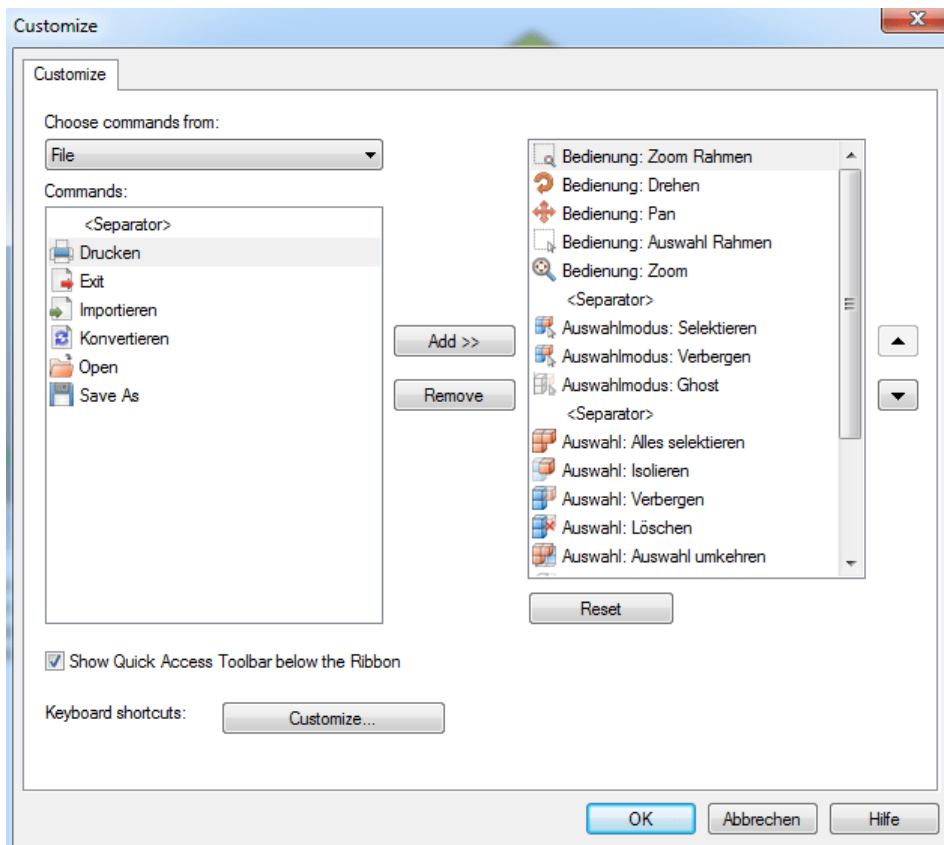 Customize
Customize
Choose commands from:
File
Commands:
<Separator>
Drucken
Exit
Importieren
Konvertieren
Open
Save As
Add >>
Remove
Bedienung: Zoom Rahmen
Bedienung: Drehen
Bedienung: Pan
Bedienung: Auswahl Rahmen
Bedienung: Zoom
<Separator>
Auswahlmodus: Selektieren
Auswahlmodus: Verbergen
Auswahlmodus: Ghost
<Separator>
Auswahl: Alles selektieren
Auswahl: Isolieren
Auswahl: Verbergen
Auswahl: Löschen
Auswahl: Auswahl umkehren
Reset
Show Quick Access Toolbar below the Ribbon
Keyboard shortcuts:
Customize...
OK
Abbrechen
Hilfe